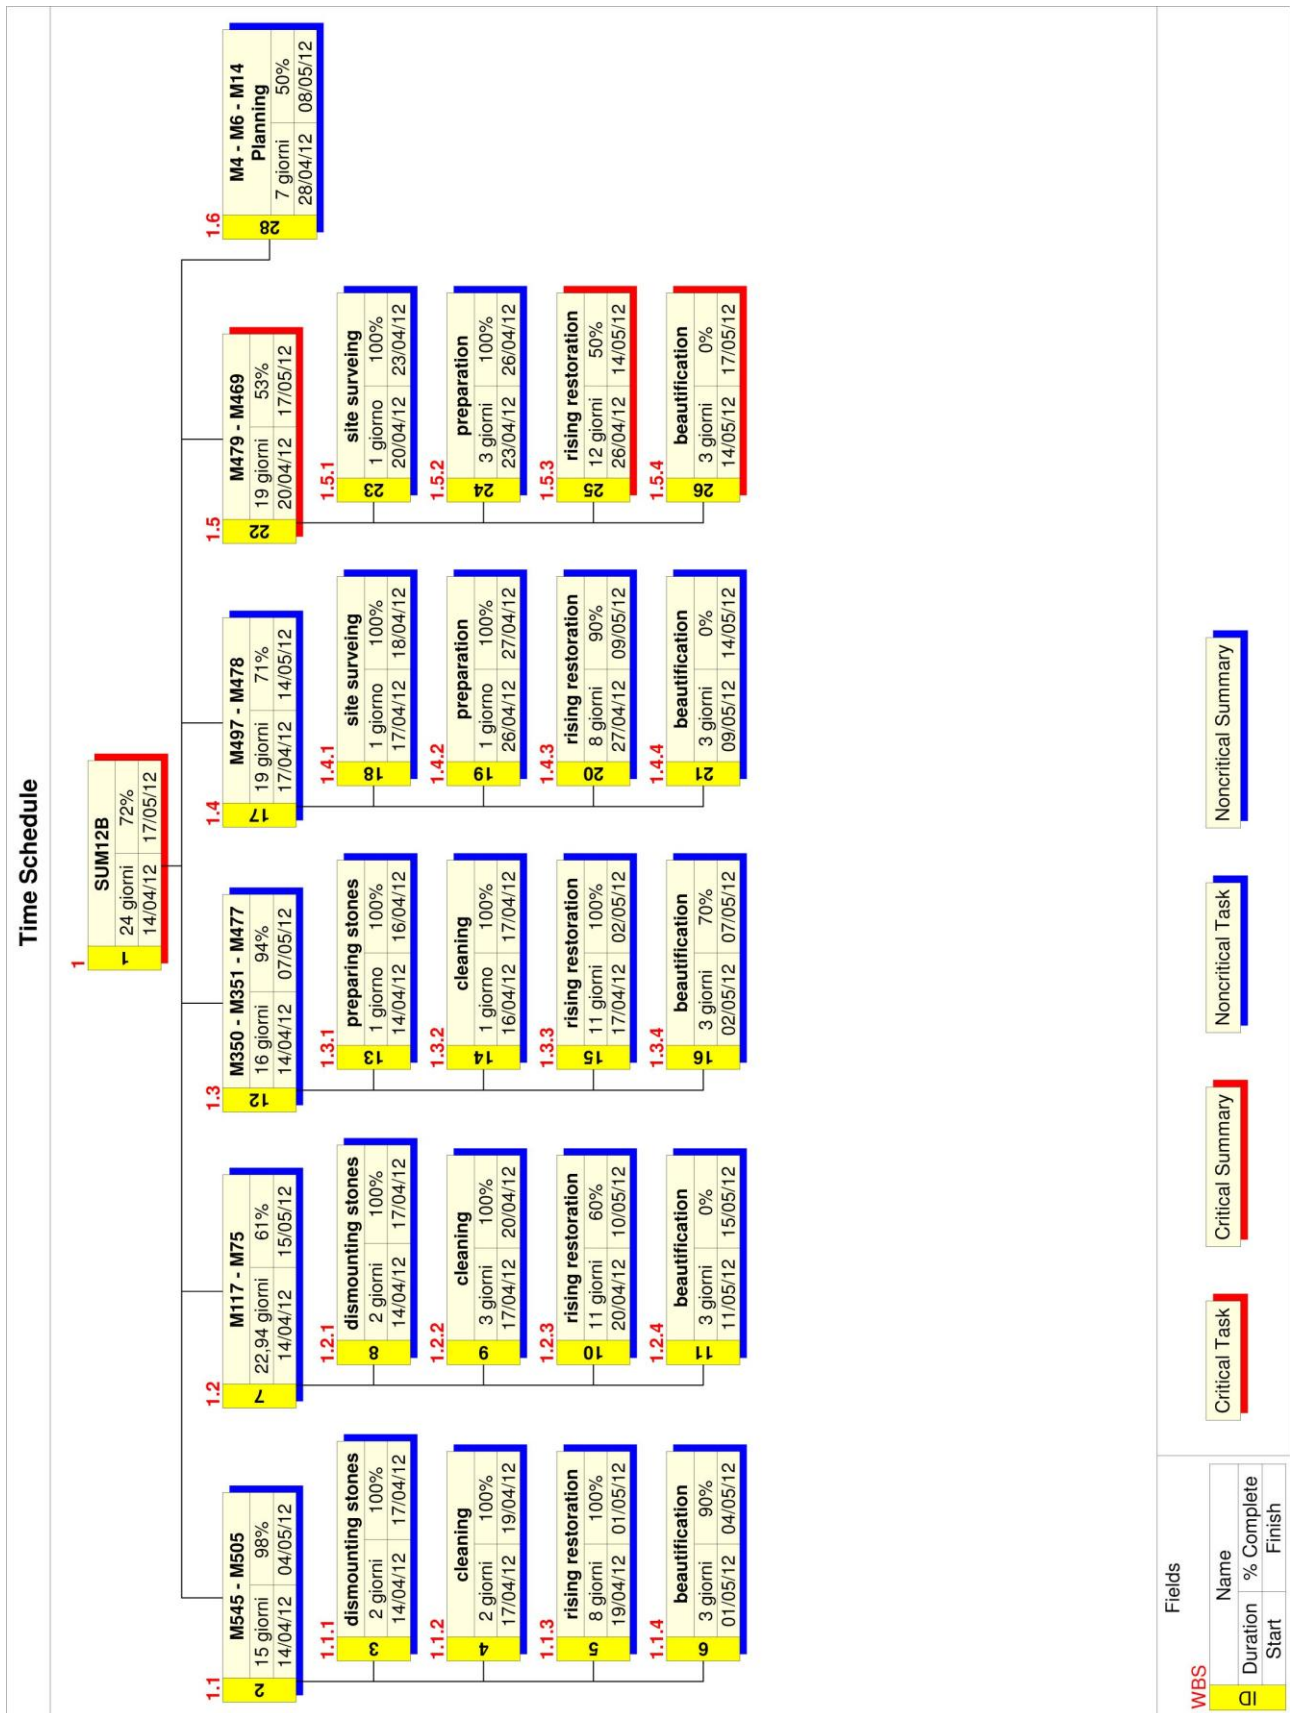 Time Schedule
1
SUM12B
1
24 giorni 72%
14/04/12 17/05/12
1.1
M545 - M505
2
15 giorni 98%
14/04/12 04/05/12
1.1.1
dismounting stones
3
2 giorni 100%
14/04/12 17/04/12
1.1.2
cleaning
4
2 giorni 100%
17/04/12 19/04/12
1.1.3
rising restoration
5
8 giorni 100%
19/04/12 01/05/12
1.1.4
beautification
6
3 giorni 90%
01/05/12 04/05/12
1.2
M117 - M75
7
22,94 giorni 61%
14/04/12 15/05/12
1.2.1
dismounting stones
8
2 giorni 100%
14/04/12 17/04/12
1.2.2
cleaning
9
3 giorni 100%
17/04/12 20/04/12
1.2.3
rising restoration
10
11 giorni 60%
20/04/12 10/05/12
1.2.4
beautification
11
3 giorni 0%
11/05/12 15/05/12
1.3
M350 - M351 - M477
12
16 giorni 94%
14/04/12 07/05/12
1.3.1
preparing stones
13
1 giorno 100%
14/04/12 16/04/12
1.3.2
cleaning
14
1 giorno 100%
16/04/12 17/04/12
1.3.3
rising restoration
15
11 giorni 100%
17/04/12 02/05/12
1.3.4
beautification
16
3 giorni 70%
02/05/12 07/05/12
1.4
M497 - M478
17
19 giorni 71%
17/04/12 14/05/12
1.4.1
site surveing
18
1 giorno 100%
17/04/12 18/04/12
1.4.2
preparation
19
1 giorno 100%
26/04/12 27/04/12
1.4.3
rising restoration
20
8 giorni 90%
27/04/12 09/05/12
1.4.4
beautification
21
3 giorni 0%
09/05/12 14/05/12
1.5
M479 - M469
22
19 giorni 53%
20/04/12 17/05/12
1.5.1
site surveing
23
1 giorno 100%
20/04/12 23/04/12
1.5.2
preparation
24
3 giorni 100%
23/04/12 26/04/12
1.5.3
rising restoration
25
12 giorni 50%
26/04/12 14/05/12
1.5.4
beautification
26
3 giorni 0%
14/05/12 17/05/12
1.6
M4 - M6 - M14
Planning
28
7 giorni 50%
28/04/12 08/05/12
Fields
WBS
ID
Name
Duration % Complete
Start Finish
Critical Task
Critical Summary
Noncritical Task
Noncritical Summary